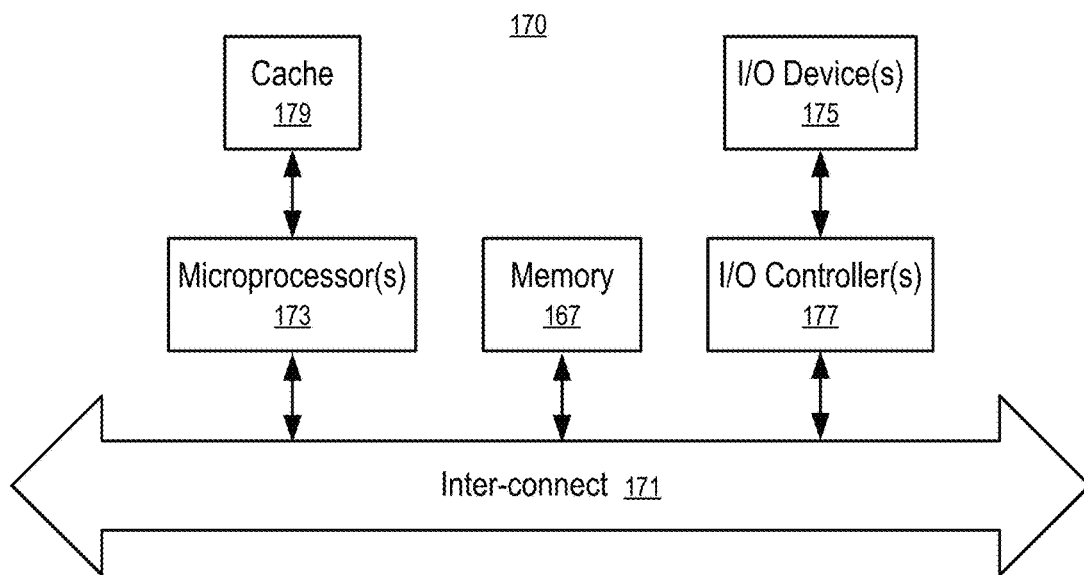 170
Cache
179
I/O Device(s)
175
Microprocessor(s)
173
Memory
167
I/O Controller(s)
177
Inter-connect 171